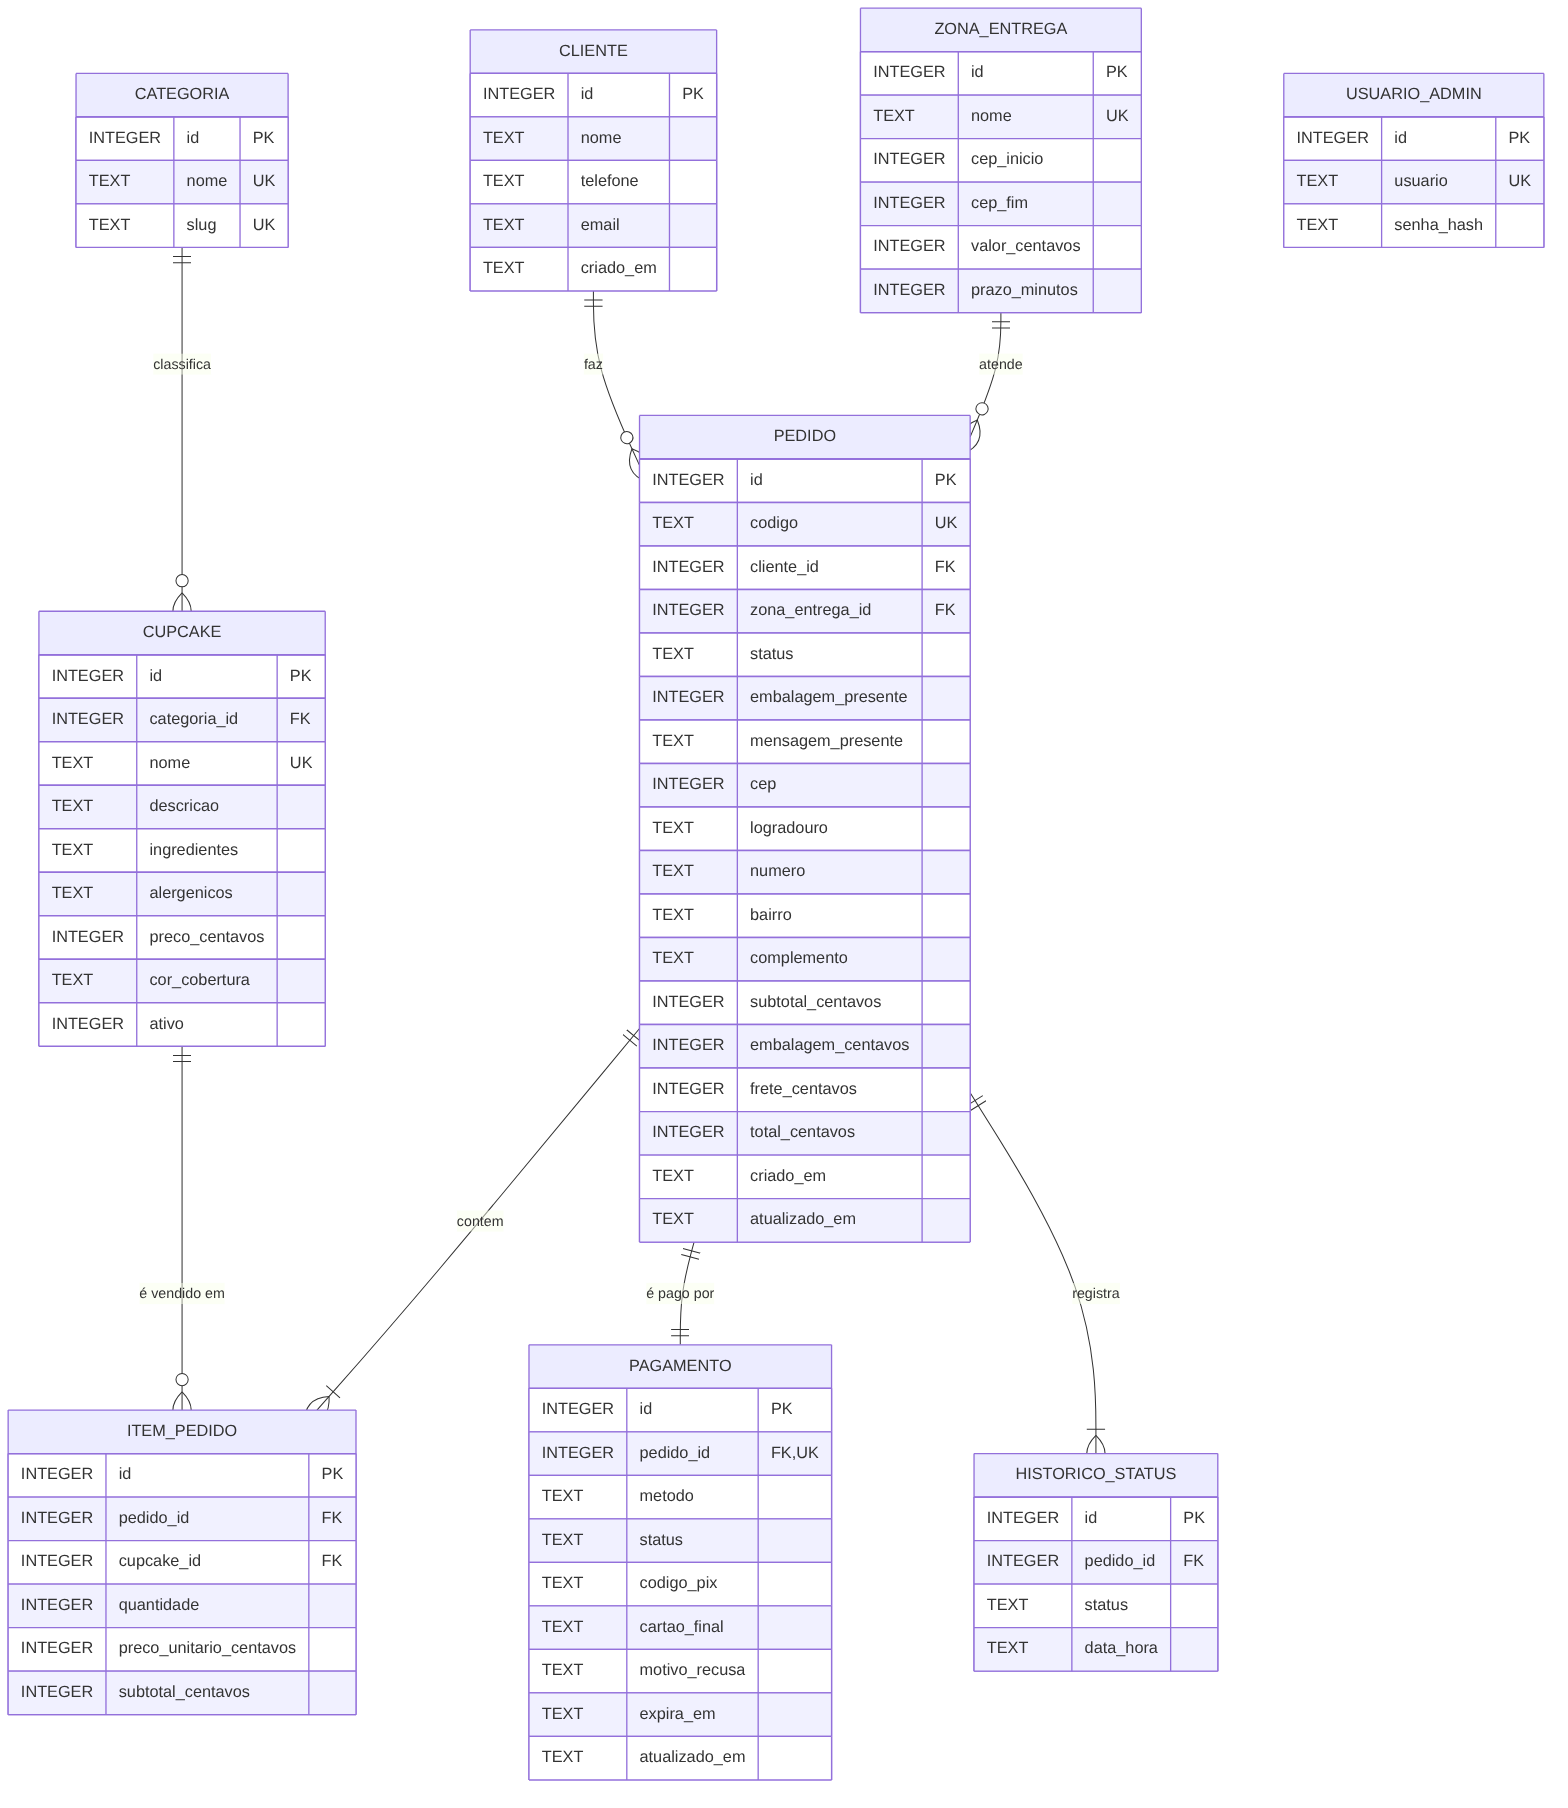 ZONA_ENTREGA
INTEGER id PK
TEXT nome UK
INTEGER cep_inicio
INTEGER cep_fim
INTEGER valor_centavos
INTEGER prazo_minutos
CLIENTE
INTEGER id PK
TEXT nome
TEXT telefone
TEXT email
TEXT criado_em
CATEGORIA
INTEGER id PK
TEXT nome UK
TEXT slug UK
USUARIO_ADMIN
INTEGER id PK
TEXT usuario UK
TEXT senha_hash
classifica
faz
atende
PEDIDO
INTEGER id PK
TEXT codigo UK
INTEGER cliente_id FK
INTEGER zona_entrega_id FK
TEXT status
INTEGER embalagem_presente
TEXT mensagem_presente
INTEGER cep
TEXT logradouro
TEXT numero
TEXT bairro
TEXT complemento
INTEGER subtotal_centavos
INTEGER embalagem_centavos
INTEGER frete_centavos
INTEGER total_centavos
TEXT criado_em
TEXT atualizado_em
CUPCAKE
INTEGER id PK
INTEGER categoria_id FK
TEXT nome UK
TEXT descricao
TEXT ingredientes
TEXT alergenicos
INTEGER preco_centavos
TEXT cor_cobertura
INTEGER ativo
contem
é vendido em
é pago por
registra
ITEM_PEDIDO
INTEGER id PK
INTEGER pedido_id FK
INTEGER cupcake_id FK
INTEGER quantidade
INTEGER preco_unitario_centavos
INTEGER subtotal_centavos
PAGAMENTO
INTEGER id PK
INTEGER pedido_id FK,UK
TEXT metodo
TEXT status
TEXT codigo_pix
TEXT cartao_final
TEXT motivo_recusa
TEXT expira_em
TEXT atualizado_em
HISTORICO_STATUS
INTEGER id PK
INTEGER pedido_id FK
TEXT status
TEXT data_hora